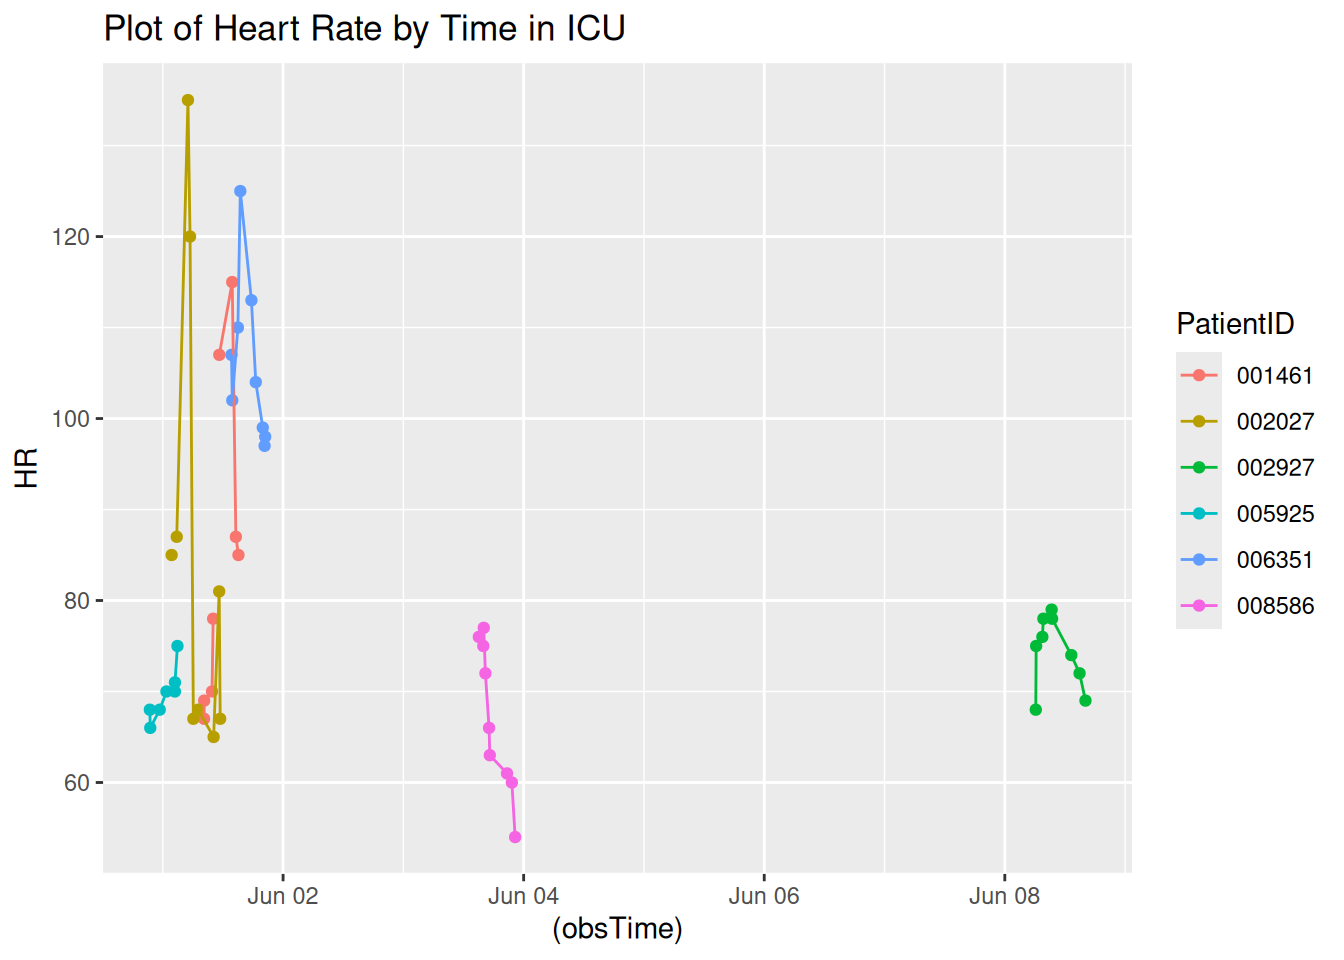 Plot of Heart Rate by Time in ICU
HR
120
100
80
60
Jun 02
Jun 04
Jun 06
Jun 08
(obsTime)
PatientID
001461
002027
002927
005925
006351
008586